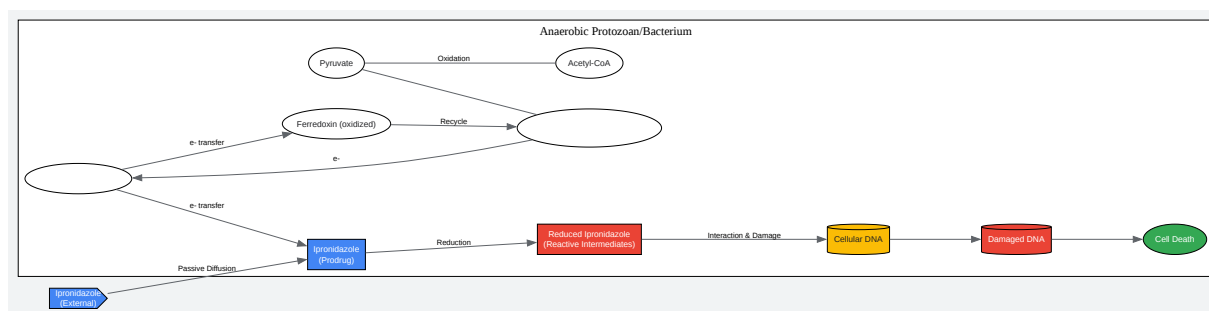 Anaerobic Protozoan/Bacterium
Pyruvate
Oxidation
Acetyl-CoA
Ferredoxin (oxidized)
Recycle
e- transfer
e-
e- transfer
Ipronidazole
(Prodrug)
Reduction
Reduced Ipronidazole
(Reactive Intermediates)
Interaction & Damage
Cellular DNA
Damaged DNA
Cell Death
Passive Diffusion
Ipronidazole
(External)